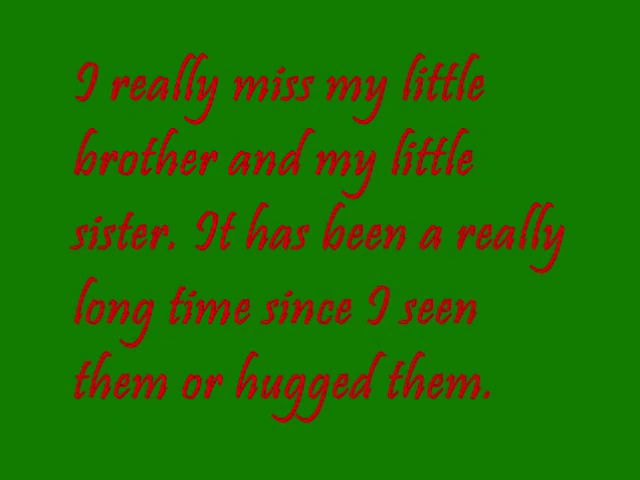 I really miss my little
brother and my little
sister. It has been a really
long time since I seen
them or hugged them.